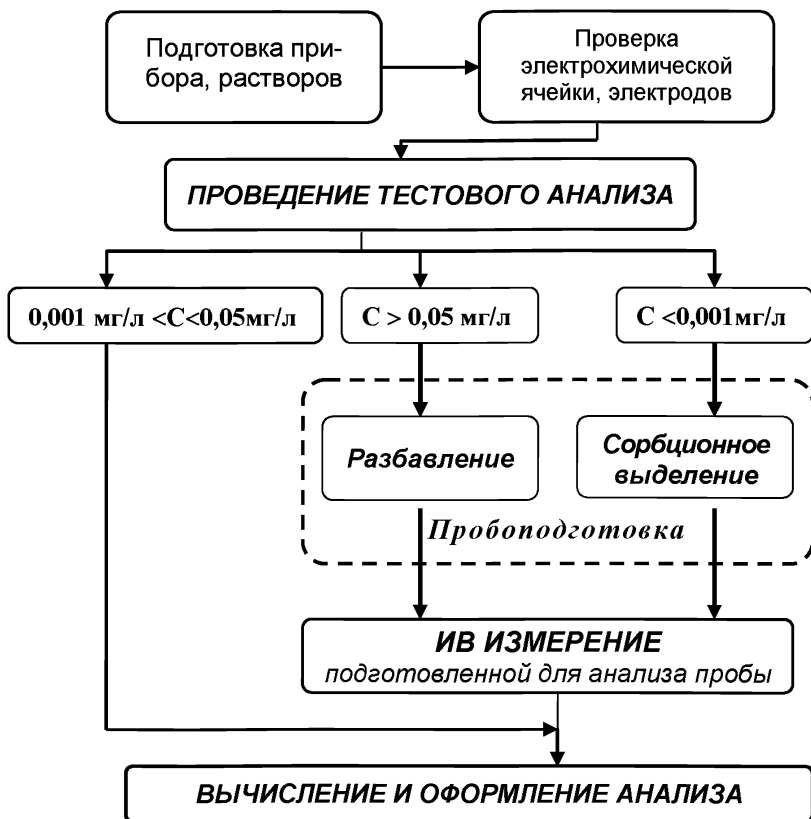 Подготовка при-
бора, растворов
Проверка
электрохимической
ячейки, электродов
ПРОВЕДЕНИЕ ТЕСТОВОГО АНАЛИЗА
0,001 мг/л <C<0,05мг/л
C > 0,05 мг/л
C <0,001мг/л
Разбавление
Сорбционное
выделение
Пробоподготовка
ИВ ИЗМЕРЕНИЕ
подготовленной для анализа пробы
ВЫЧИСЛЕНИЕ И ОФОРМЛЕНИЕ АНАЛИЗА